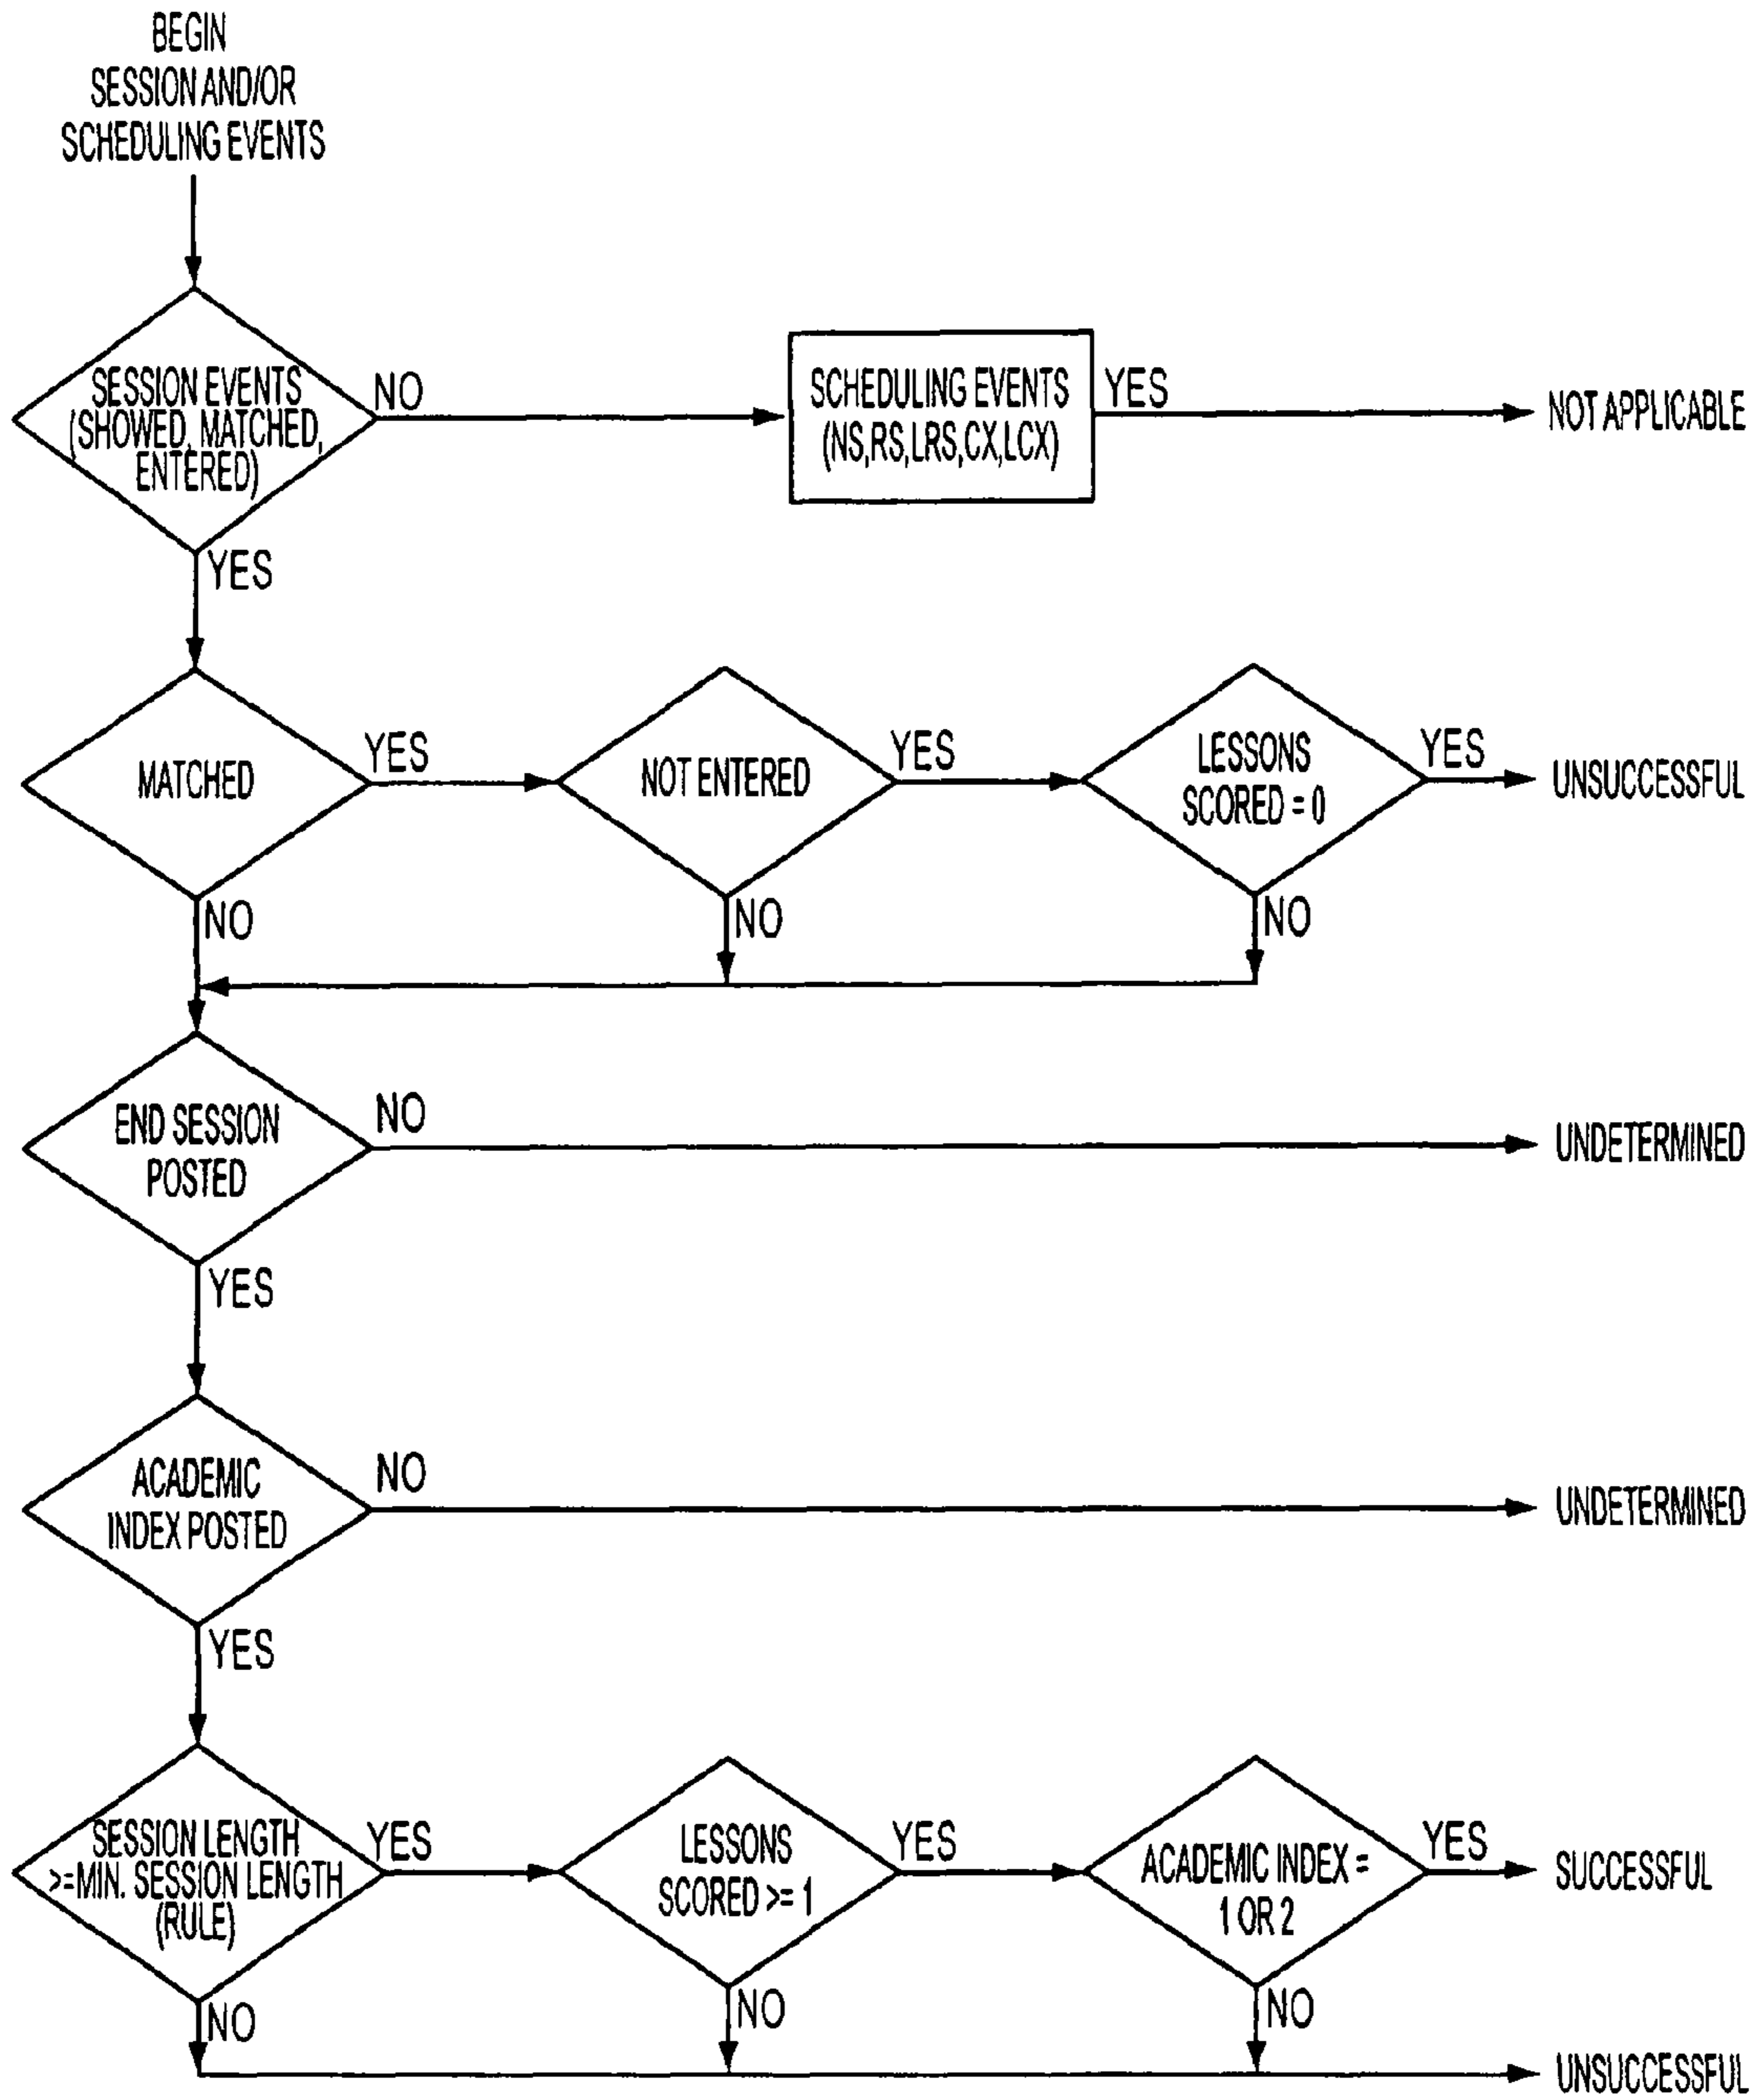 BEGIN
SESSION AND/OR
SCHEDULING EVENTS
SESSION EVENTS
(SHOWED, MATCHED,
ENTERED)
NO
SCHEDULING EVENTS
(NS,RS,LRS,CX,LCX)
YES
NOT APPLICABLE
YES
MATCHED
YES
NOT ENTERED
YES
LESSONS
SCORED = 0
YES
UNSUCCESSFUL
NO
NO
NO
END SESSION
POSTED
NO
UNDETERMINED
YES
ACADEMIC
INDEX POSTED
NO
UNDETERMINED
YES
SESSION LENGTH
>=MIN. SESSION LENGTH
(RULE)
YES
LESSONS
SCORED >= 1
YES
ACADEMIC INDEX =
1 OR 2
YES
SUCCESSFUL
NO
NO
NO
UNSUCCESSFUL